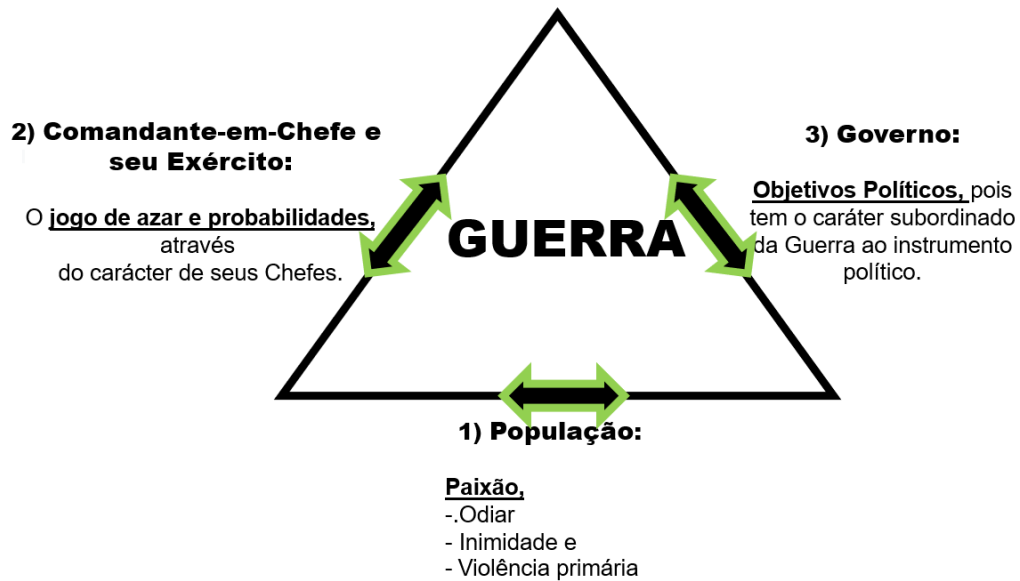 2) Comandante-em-Chefe e
seu Exército:
O jogo de azar e probabilidades,
através
do carácter de seus Chefes.
GUERRA
3) Governo:
Objetivos Políticos, pois
tem o caráter subordinado
da Guerra ao instrumento
político.
1) População:
Paixão,
-.Odiar
- Inimidade e
- Violência primária